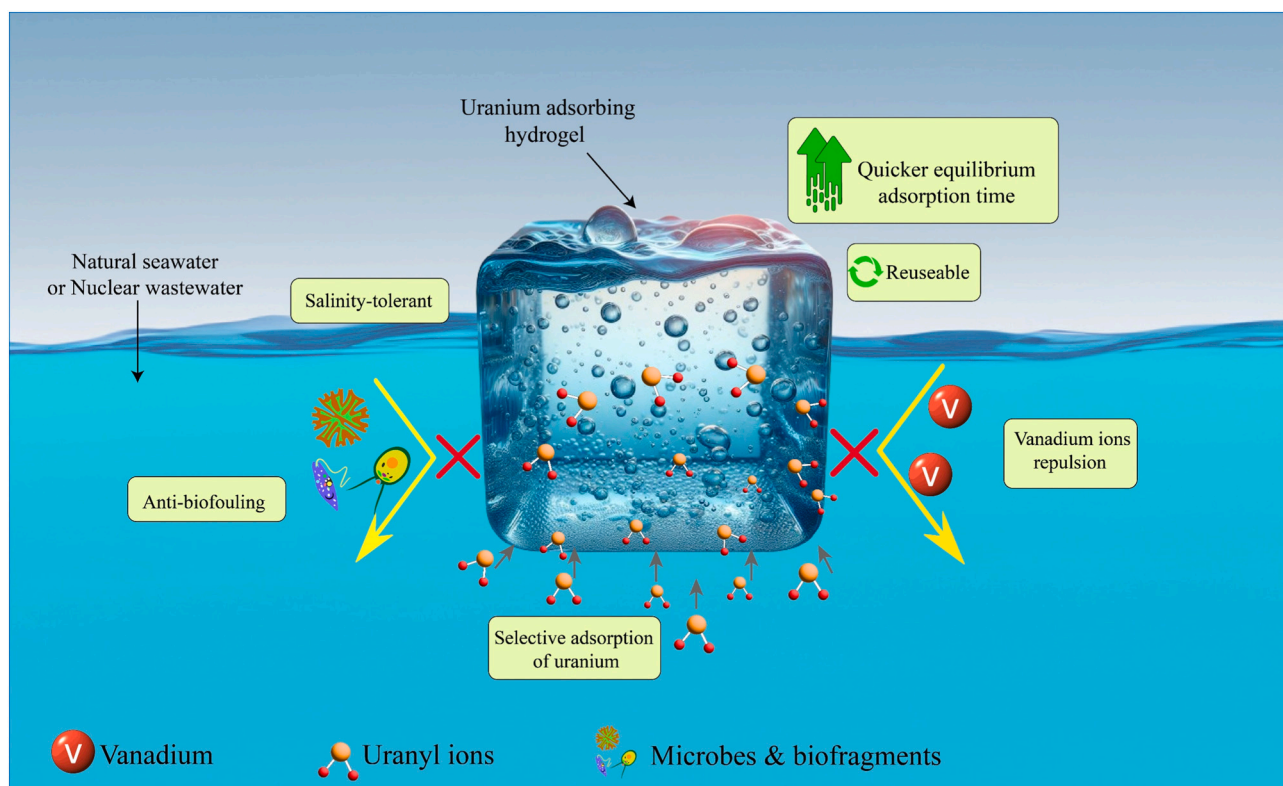 Uranium adsorbing
hydrogel
Quicker equilibrium
adsorption time
Natural seawater
or Nuclear wastewater
Salinity-tolerant
Reuseable
V
V
Vanadium ions
repulsion
Anti-biofouling
Selective adsorption
of uranium
V
Vanadium
Uranyl ions
Microbes & biofragments